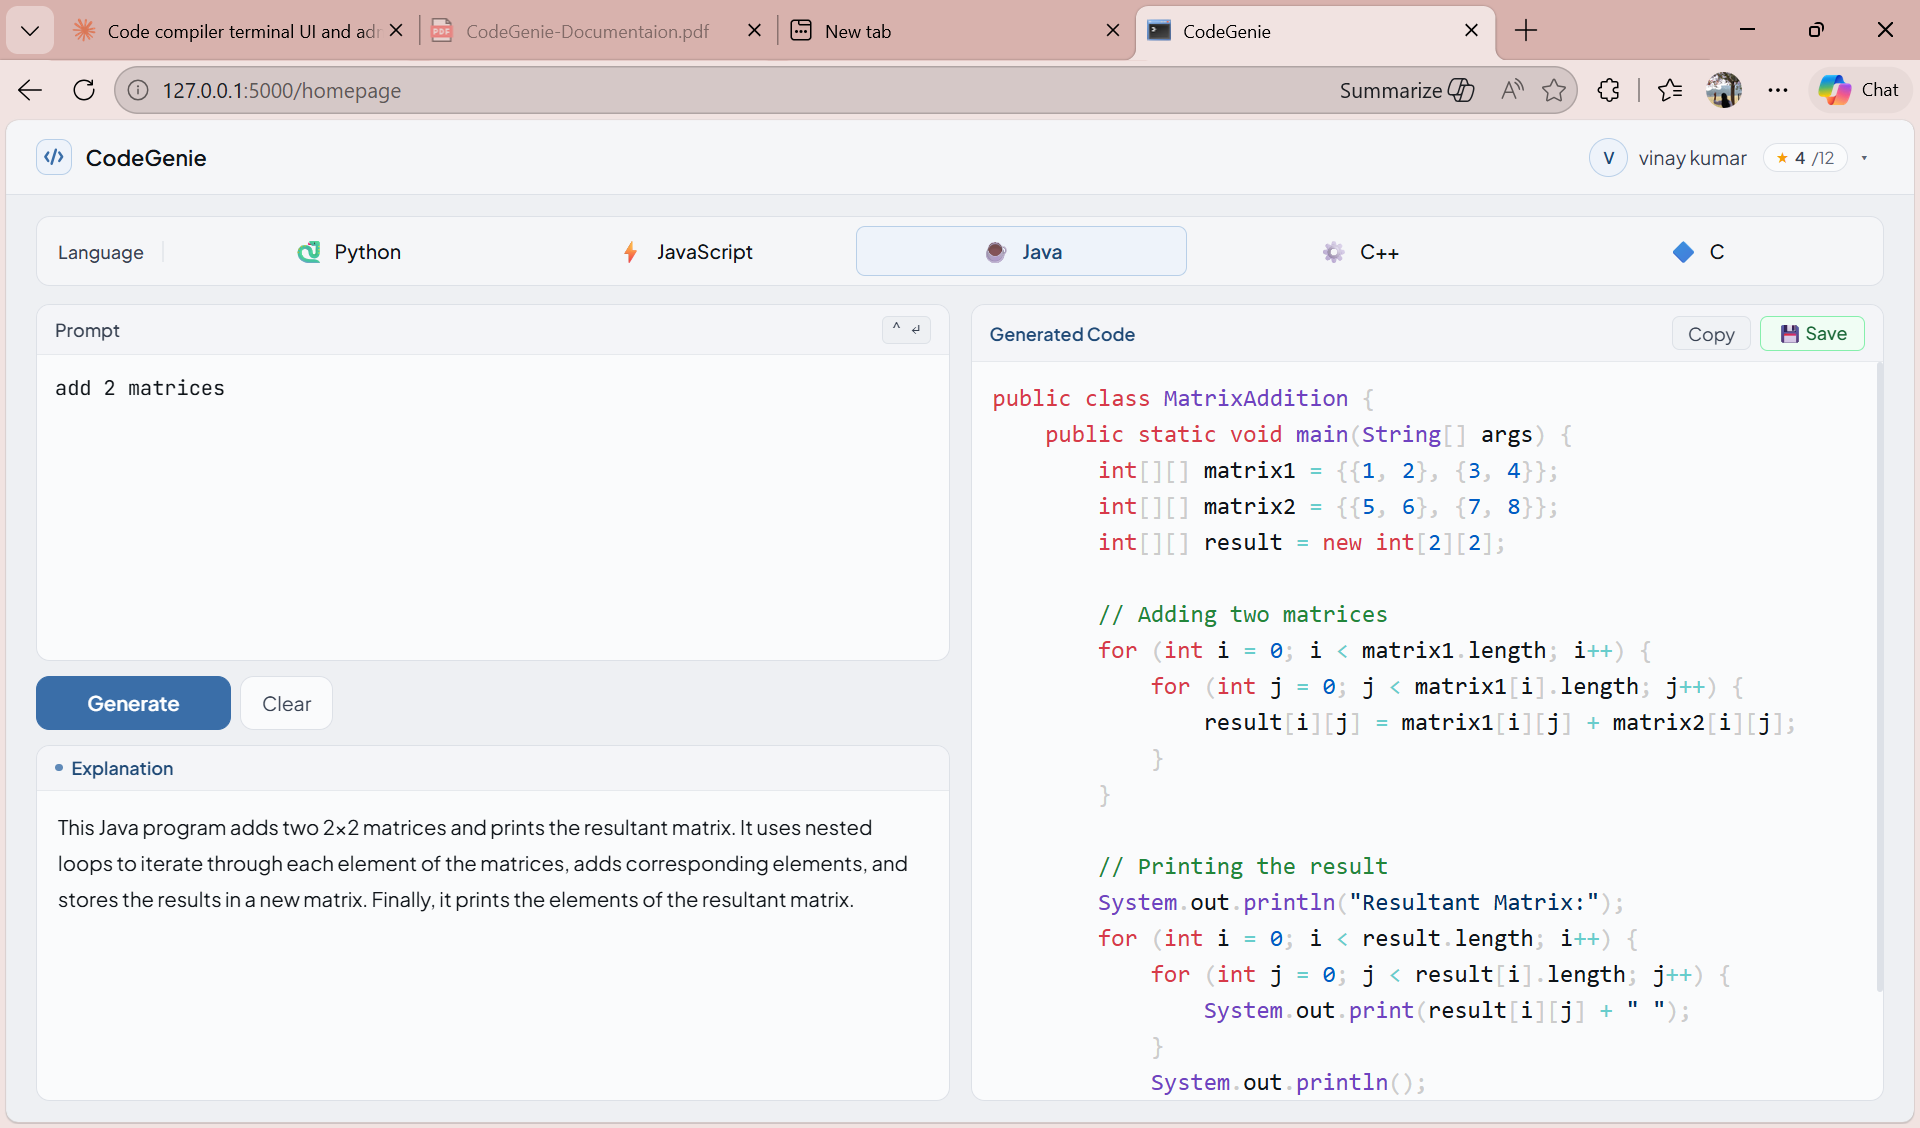 Code compiler terminal UI and adr
CodeGenie-Documentaion.pdf
New tab
CodeGenie
127.0.0.1:5000/homepage
Summarize
Chat
CodeGenie
V vinay kumar ★ 4 /12
Language
Python
JavaScript
Java
C++
C
Prompt
^ ↵
add 2 matrices
Generate
Clear
• Explanation
This Java program adds two 2×2 matrices and prints the resultant matrix. It uses nested
loops to iterate through each element of the matrices, adds corresponding elements, and
stores the results in a new matrix. Finally, it prints the elements of the resultant matrix.
Generated Code
Copy
Save
public class MatrixAddition {
    public static void main(String[] args) {
        int[][] matrix1 = {{1, 2}, {3, 4}};
        int[][] matrix2 = {{5, 6}, {7, 8}};
        int[][] result = new int[2][2];
        // Adding two matrices
        for (int i = 0; i < matrix1.length; i++) {
            for (int j = 0; j < matrix1[i].length; j++) {
                result[i][j] = matrix1[i][j] + matrix2[i][j];
            }
        }
        // Printing the result
        System.out.println("Resultant Matrix:");
        for (int i = 0; i < result.length; i++) {
            for (int j = 0; j < result[i].length; j++) {
                System.out.print(result[i][j] + " ");
            }
            System.out.println();